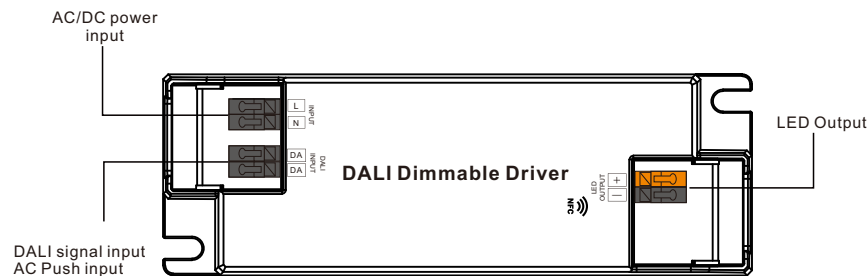 AC/DC power
input
L
N
INPUT
DA
DA
DALI
INPUT
DALI Dimmable Driver
NFC
LED
OUTPUT
+
—
LED Output
DALI signal input
AC Push input